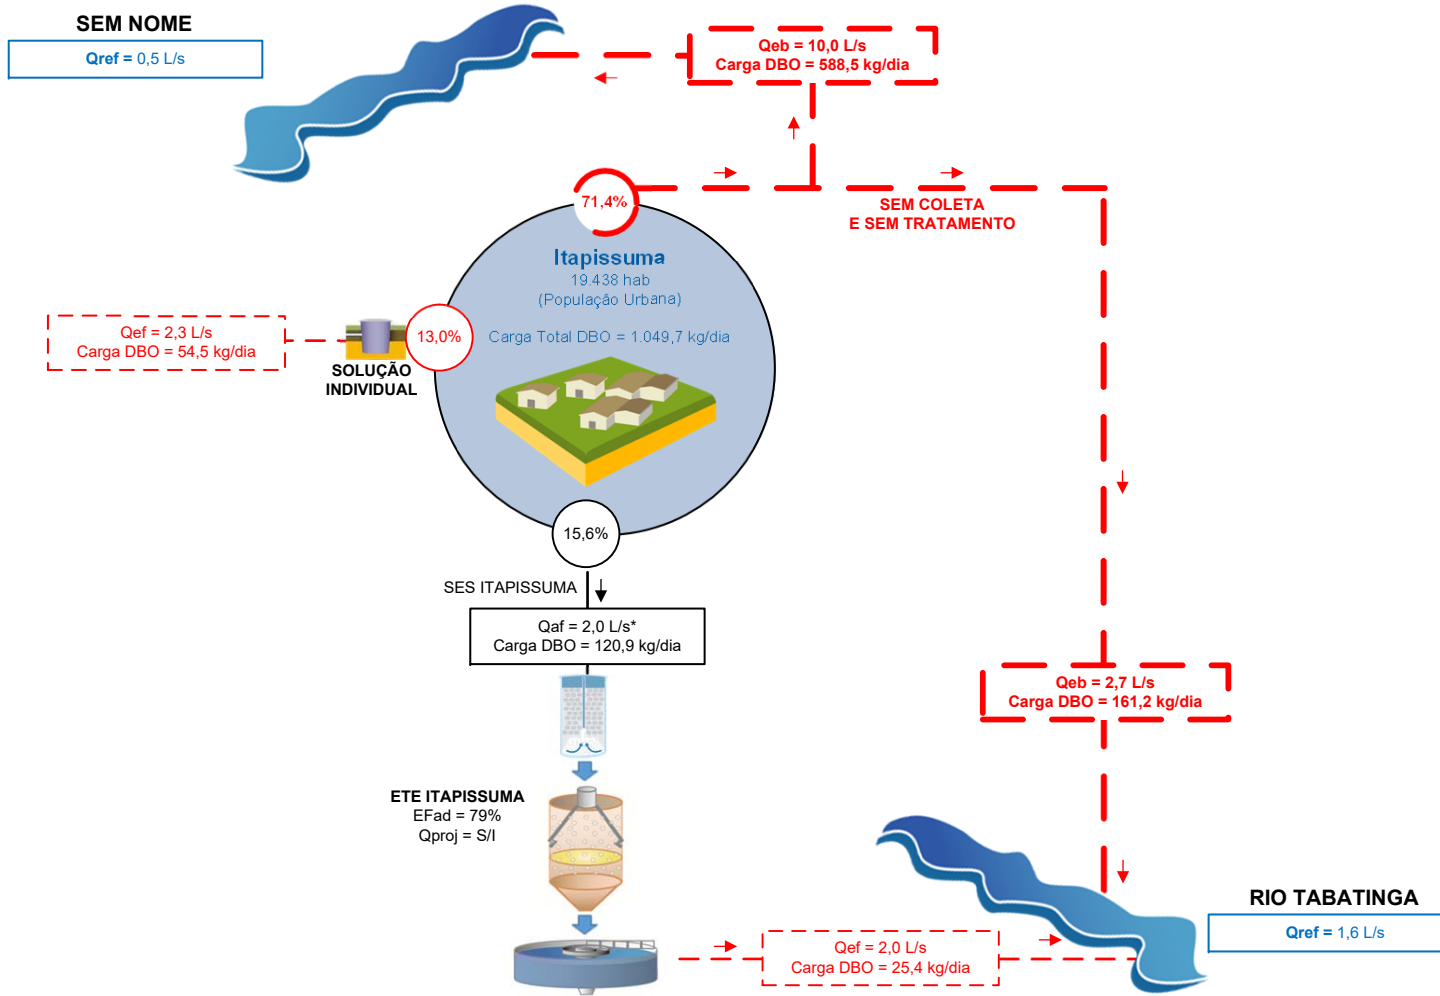 SEM NOME
Qref = 0,5 L/s
Qeb = 10,0 L/s
Carga DBO = 588,5 kg/dia
71,4%
SEM COLETA
E SEM TRATAMENTO
Itapissuma
19.438 hab
(População Urbana)
Carga Total DBO = 1.049,7 kg/dia
Qef = 2,3 L/s
Carga DBO = 54,5 kg/dia
13,0%
SOLUÇÃO
INDIVIDUAL
15,6%
SES ITAPISSUMA
Qaf = 2,0 L/s*
Carga DBO = 120,9 kg/dia
Qeb = 2,7 L/s
Carga DBO = 161,2 kg/dia
ETE ITAPISSUMA
EFad = 79%
Qproj = S/I
RIO TABATINGA
Qref = 1,6 L/s
Qef = 2,0 L/s
Carga DBO = 25,4 kg/dia